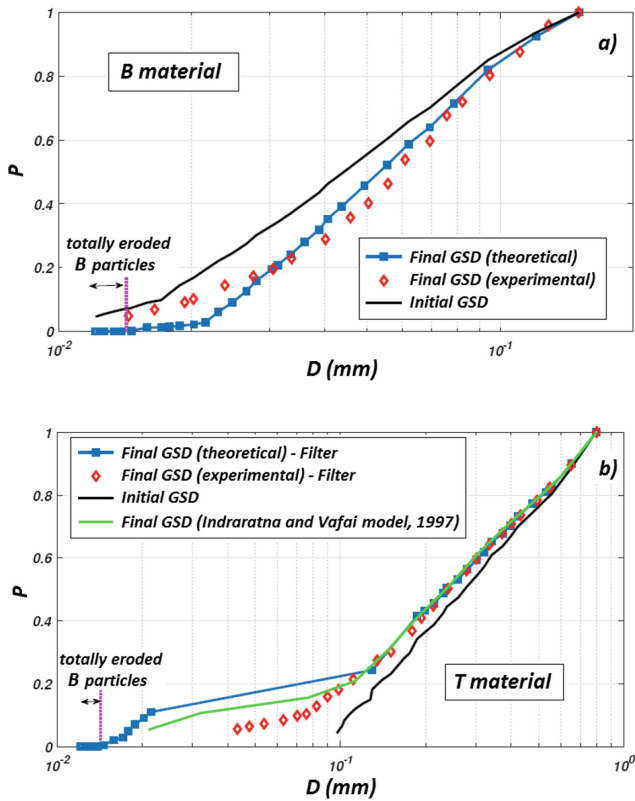 a)
B material
1
0.8
0.6
0.4
0.2
0
P
totally eroded
B particles
Final GSD (theoretical)
Final GSD (experimental)
Initial GSD
10-2
10-1
D (mm)
b)
Final GSD (theoretical) - Filter
Final GSD (experimental) - Filter
Initial GSD
Final GSD (Indraratna and Vafai model, 1997)
1
0.8
0.6
0.4
0.2
0
P
totally eroded
B particles
T material
10-2
10-1
100
D (mm)